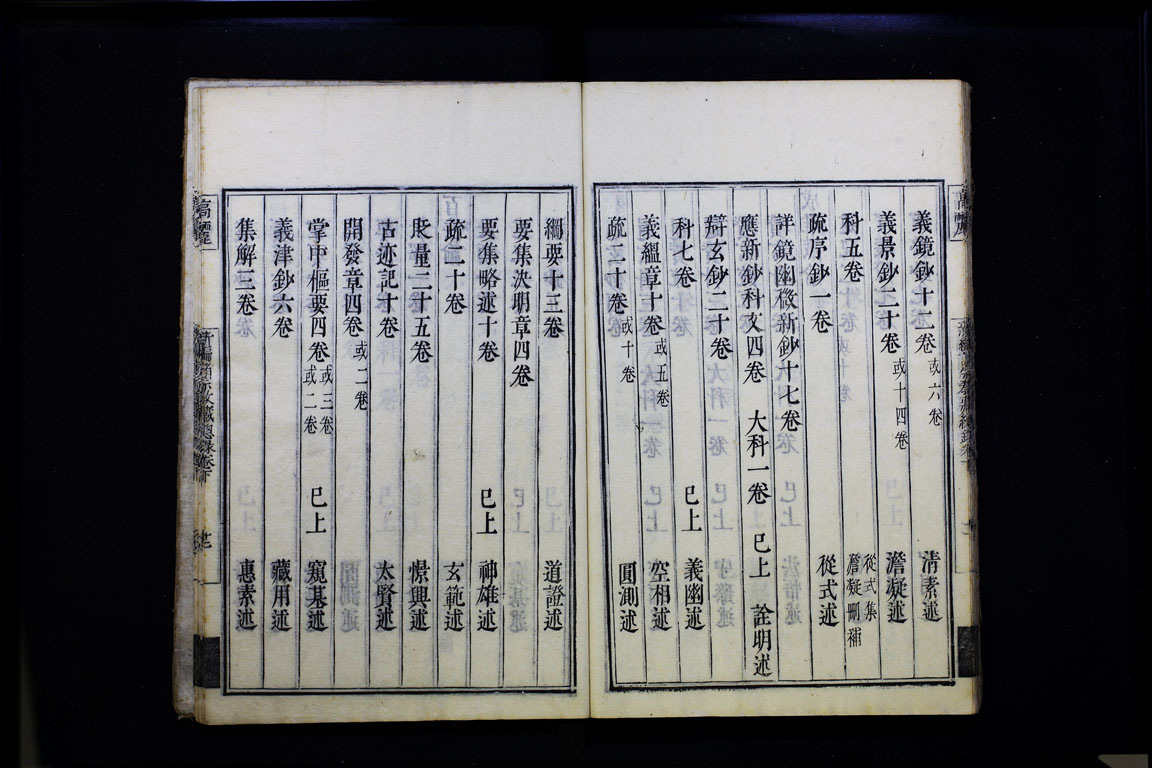 義鏡鈔十二卷 或六卷 清素述
義景鈔二十卷 或十四卷 澹凝述
科五卷 從式集 澹凝刪補
疏序鈔一卷 從式述
詳鏡幽微新鈔十七卷
應新鈔科文四卷 大科一卷 已上 詮明述
辯玄鈔二十卷
科七卷 已上 義幽述
義蘊章十卷 或五卷 空相述
疏二十卷 或十卷 圓測述
綱要十三卷 道證述
要集決明章四卷
要集略述十卷 已上 神雄述
疏二十卷 玄範述
貶量二十五卷 憬興述
古迹記十卷 太賢述
開發章四卷 或二卷
掌中樞要四卷 或三卷 或二卷 已上 窺基述
義津鈔六卷 藏用述
集解三卷 惠素述